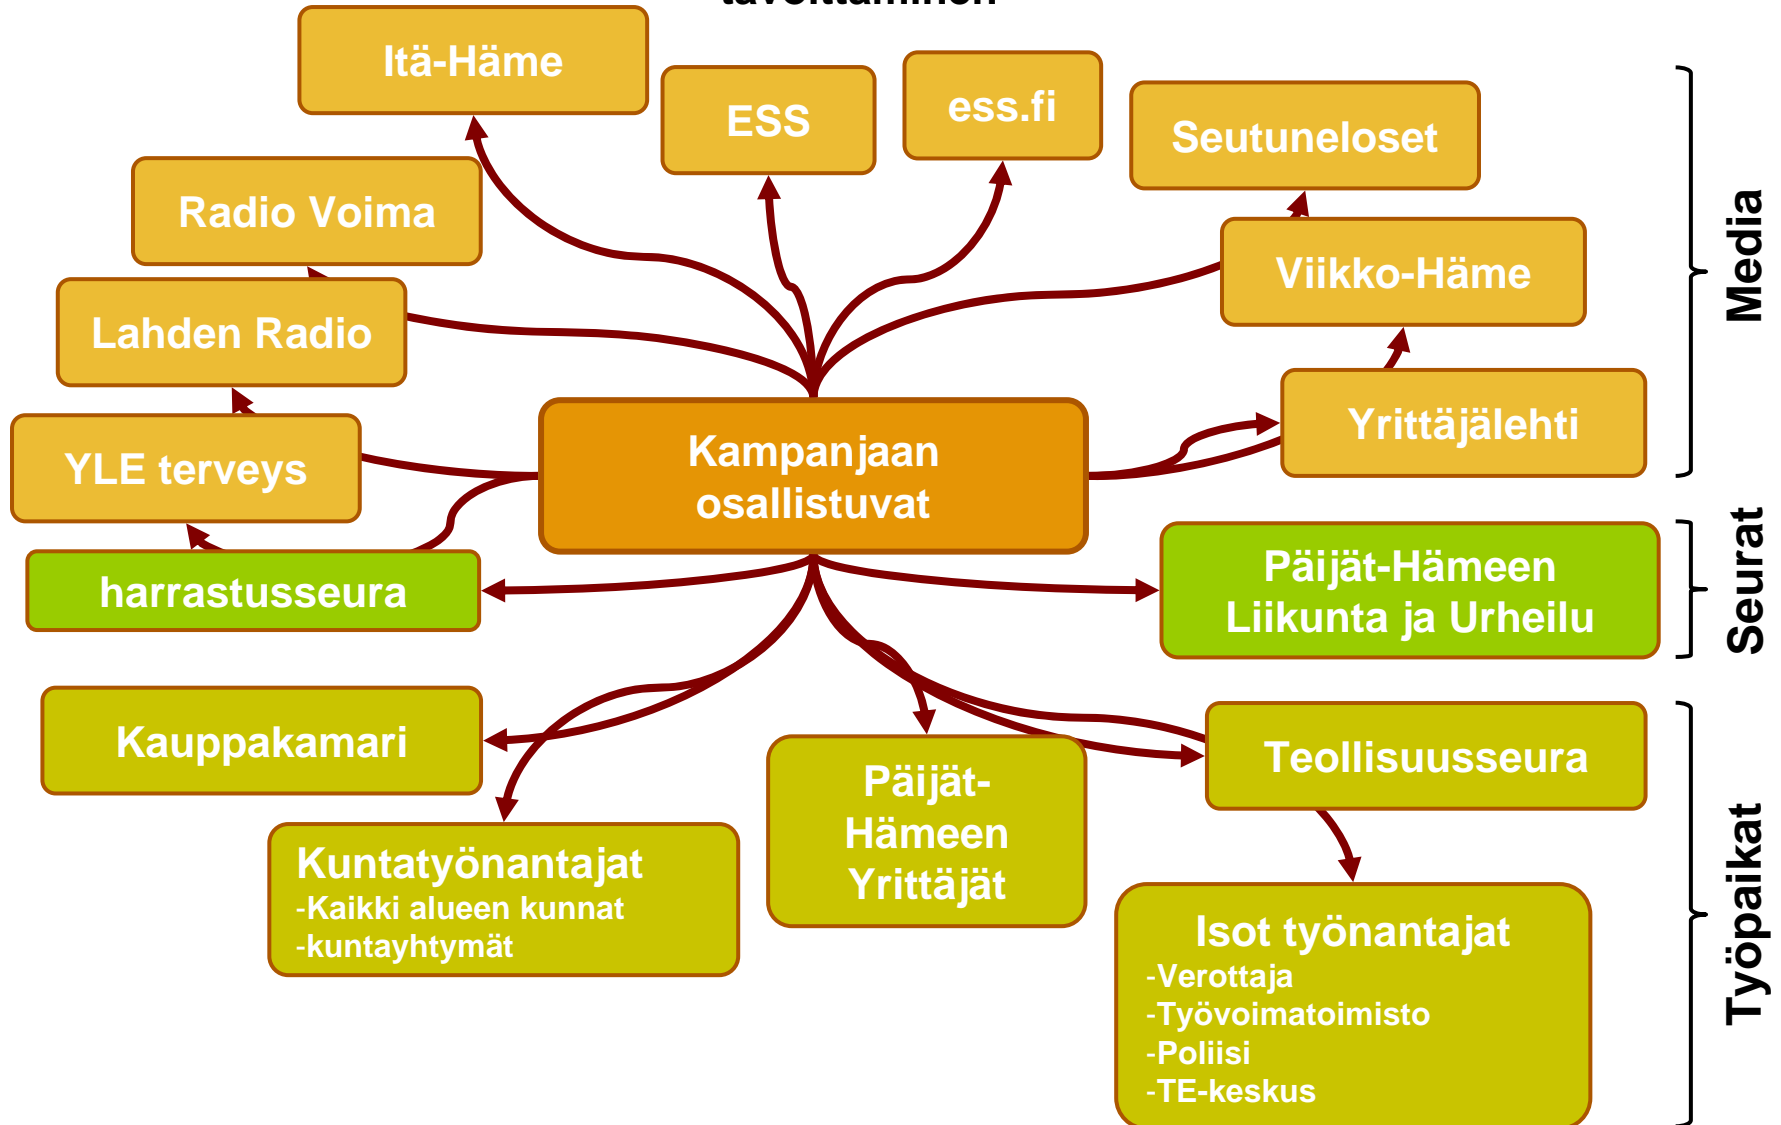 tavoittaminen
Itä-Häme
ESS
ess.fi
Seutuneloset
Radio Voima
Viikko-Häme
Lahden Radio
Yrittäjälehti
YLE terveys
Kampanjaan
osallistuvat
Media
harrastusseura
Päijät-Hämeen
Liikunta ja Urheilu
Seurat
Kauppakamari
Teollisuusseura
Päijät-
Hämeen
Yrittäjät
Kuntatyönantajat
-Kaikki alueen kunnat
-kuntayhtymät
Isot työnantajat
-Verottaja
-Työvoimatoimisto
-Poliisi
-TE-keskus
Työpaikat